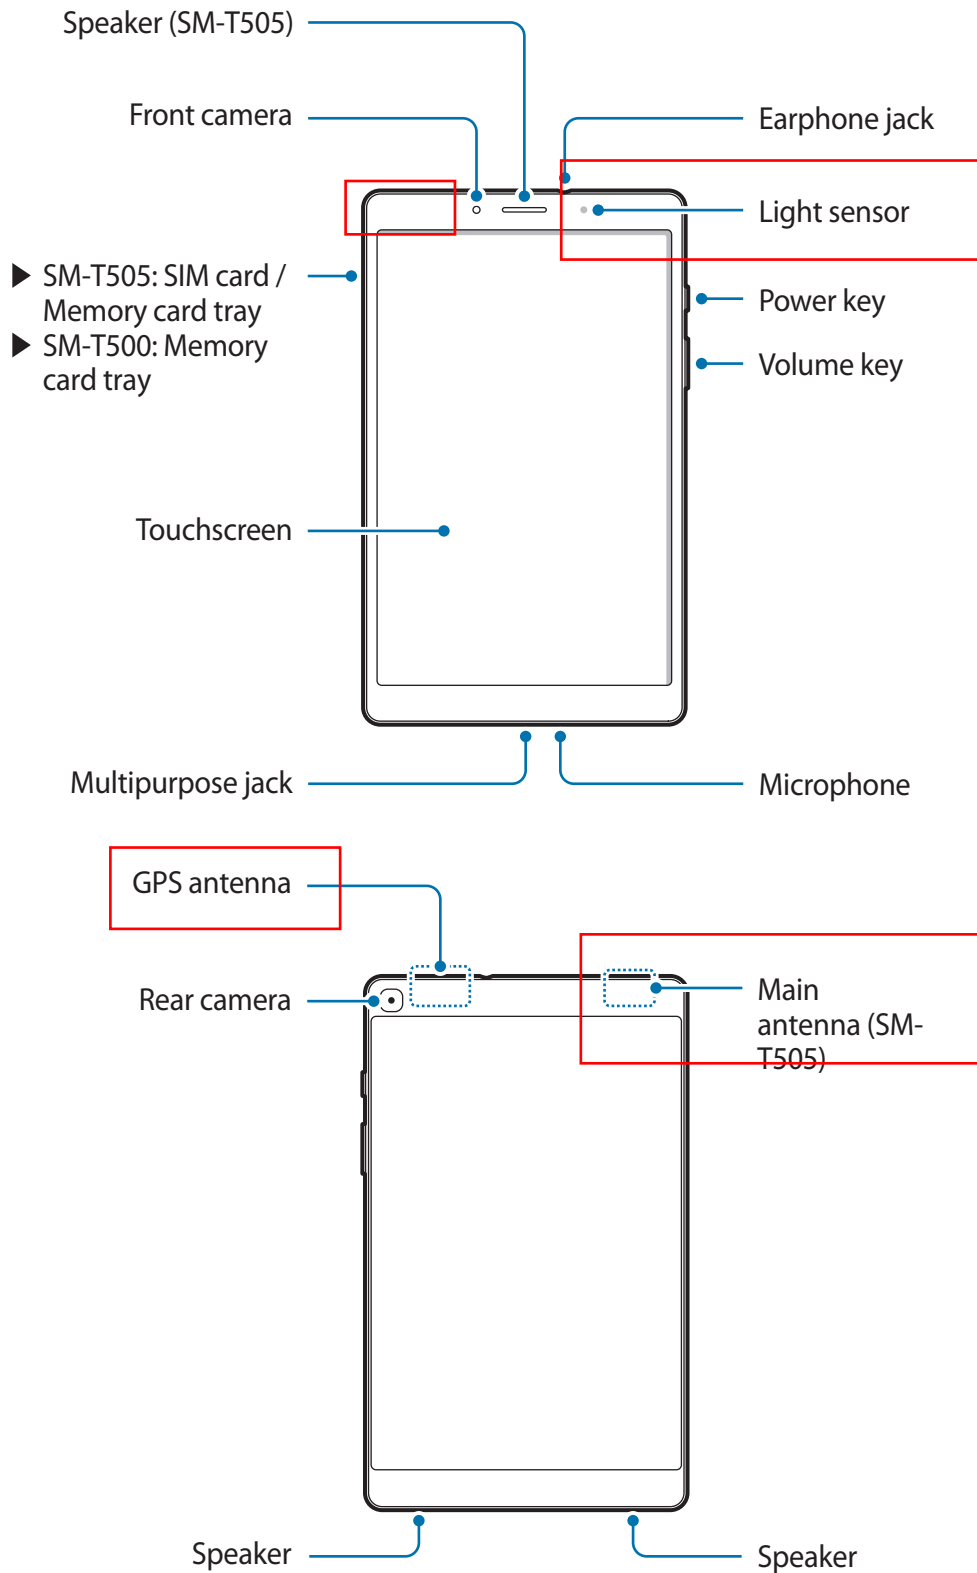 Speaker (SM-T505)
Front camera
Earphone jack
Light sensor
▶ SM-T505: SIM card /
Memory card tray
▶ SM-T500: Memory
card tray
Power key
Volume key
Touchscreen
Multipurpose jack
Microphone
GPS antenna
Rear camera
Main
antenna (SM-
T505)
Speaker
Speaker